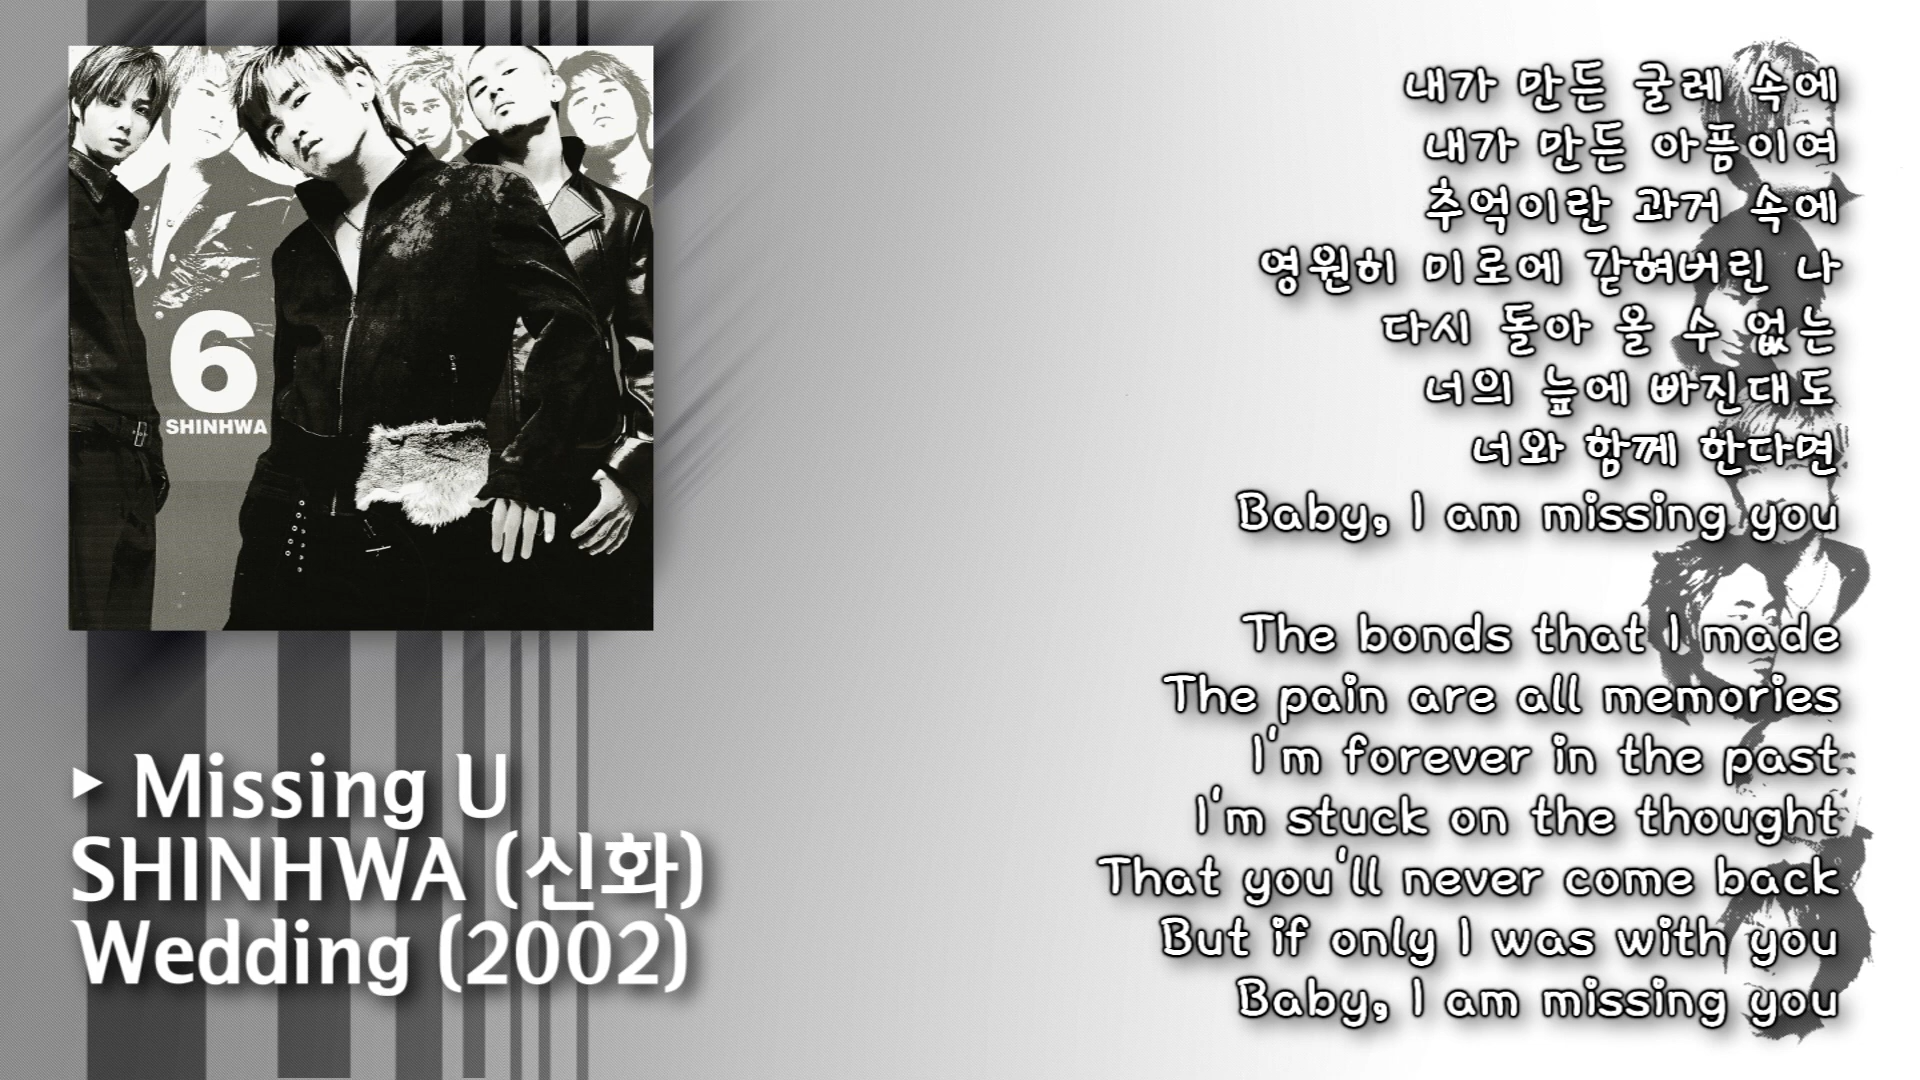 6
SHINHWA
▸ Missing U
SHINHWA (신화)
Wedding (2002)
내가 만든 굴레 속에
내가 만든 아픔이여
추억이란 과거 속에
영원히 미로에 갇혀버린 나
다시 돌아 올 수 없는
너의 늪에 빠진대도
너와 함께 한다면
Baby, I am missing you
The bonds that I made
The pain are all memories
I'm forever in the past
I'm stuck on the thought
That you'll never come back
But if only I was with you
Baby, I am missing you